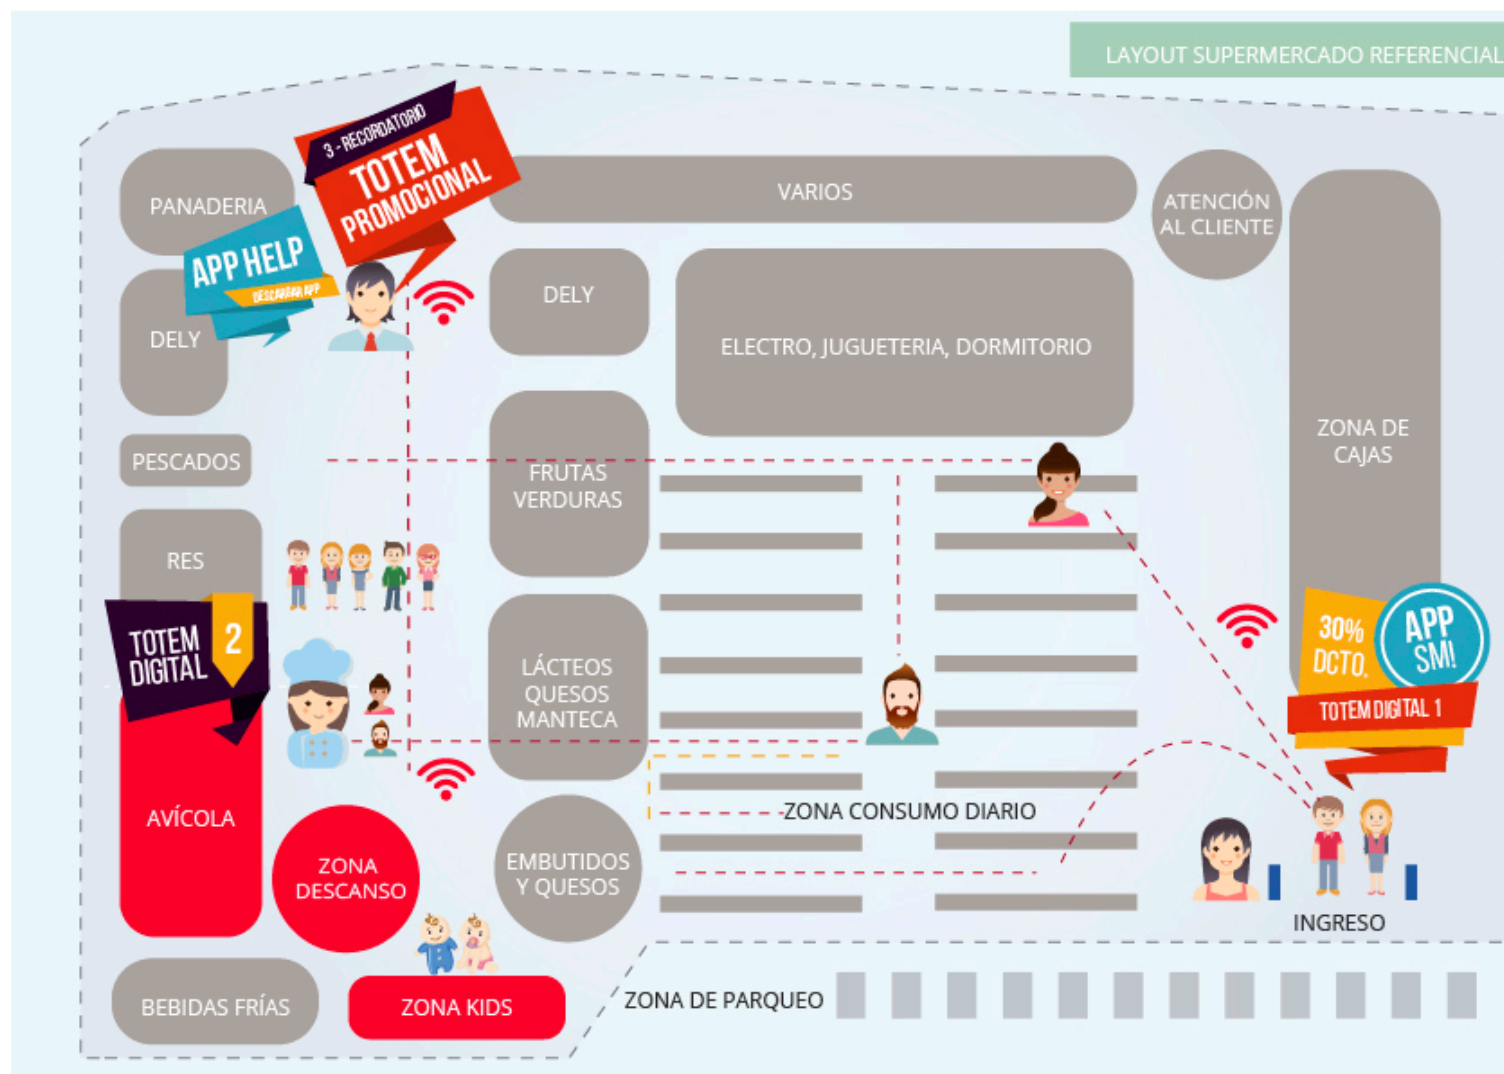 LAYOUT SUPERMERCADO REFERENCIAL
3 - RECORDATORIO
TOTEM
PROMOCIONAL
PANADERIA
APP HELP
DESCARGAR APP
VARIOS
ATENCIÓN
AL CLIENTE
DELY
DELY
ELECTRO, JUGUETERIA, DORMITORIO
ZONA DE
CAJAS
PESCADOS
FRUTAS
VERDURAS
RES
TOTEM
DIGITAL
2
LÁCTEOS
QUESOS
MANTECA
30%
DCTO.
APP
SM!
TOTEM DIGITAL 1
AVÍCOLA
ZONA CONSUMO DIARIO
ZONA
DESCANSO
EMBUTIDOS
Y QUESOS
INGRESO
BEBIDAS FRÍAS
ZONA KIDS
ZONA DE PARQUEO